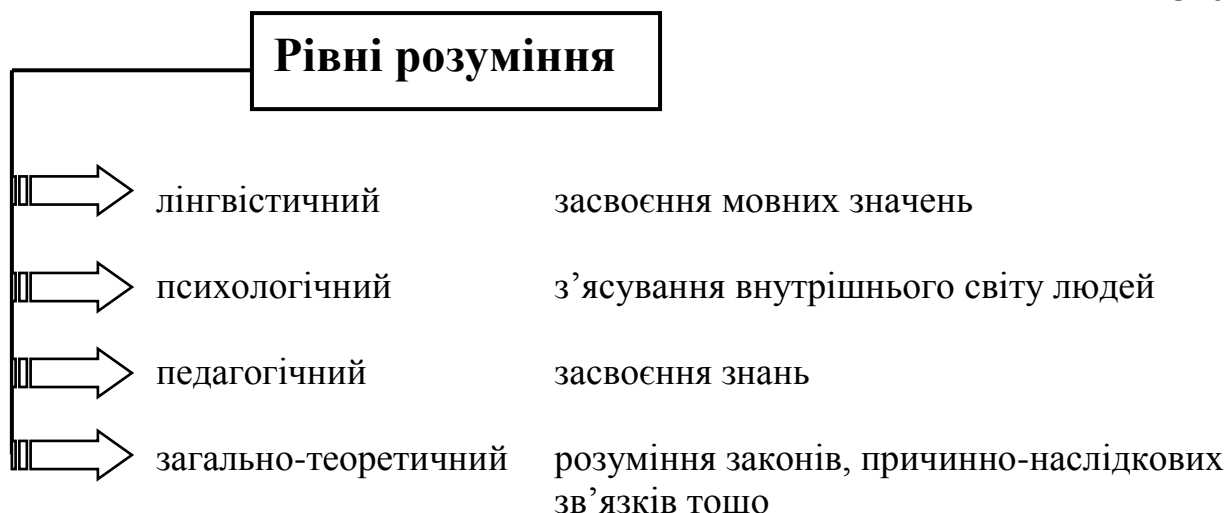 Рівні розуміння
лінгвістичний засвоєння мовних значень
психологічний з’ясування внутрішнього світу людей
педагогічний засвоєння знань
загально-теоретичний розуміння законів, причинно-наслідкових
зв’язків тощо